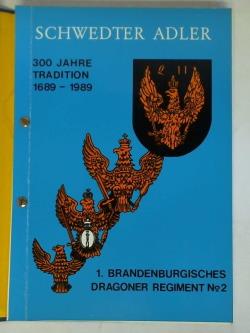 SCHWEDTER ADLER
300 JAHRE
TRADITION
1689 - 1989
1. BRANDENBURGISCHES
DRAGONER REGIMENT No2